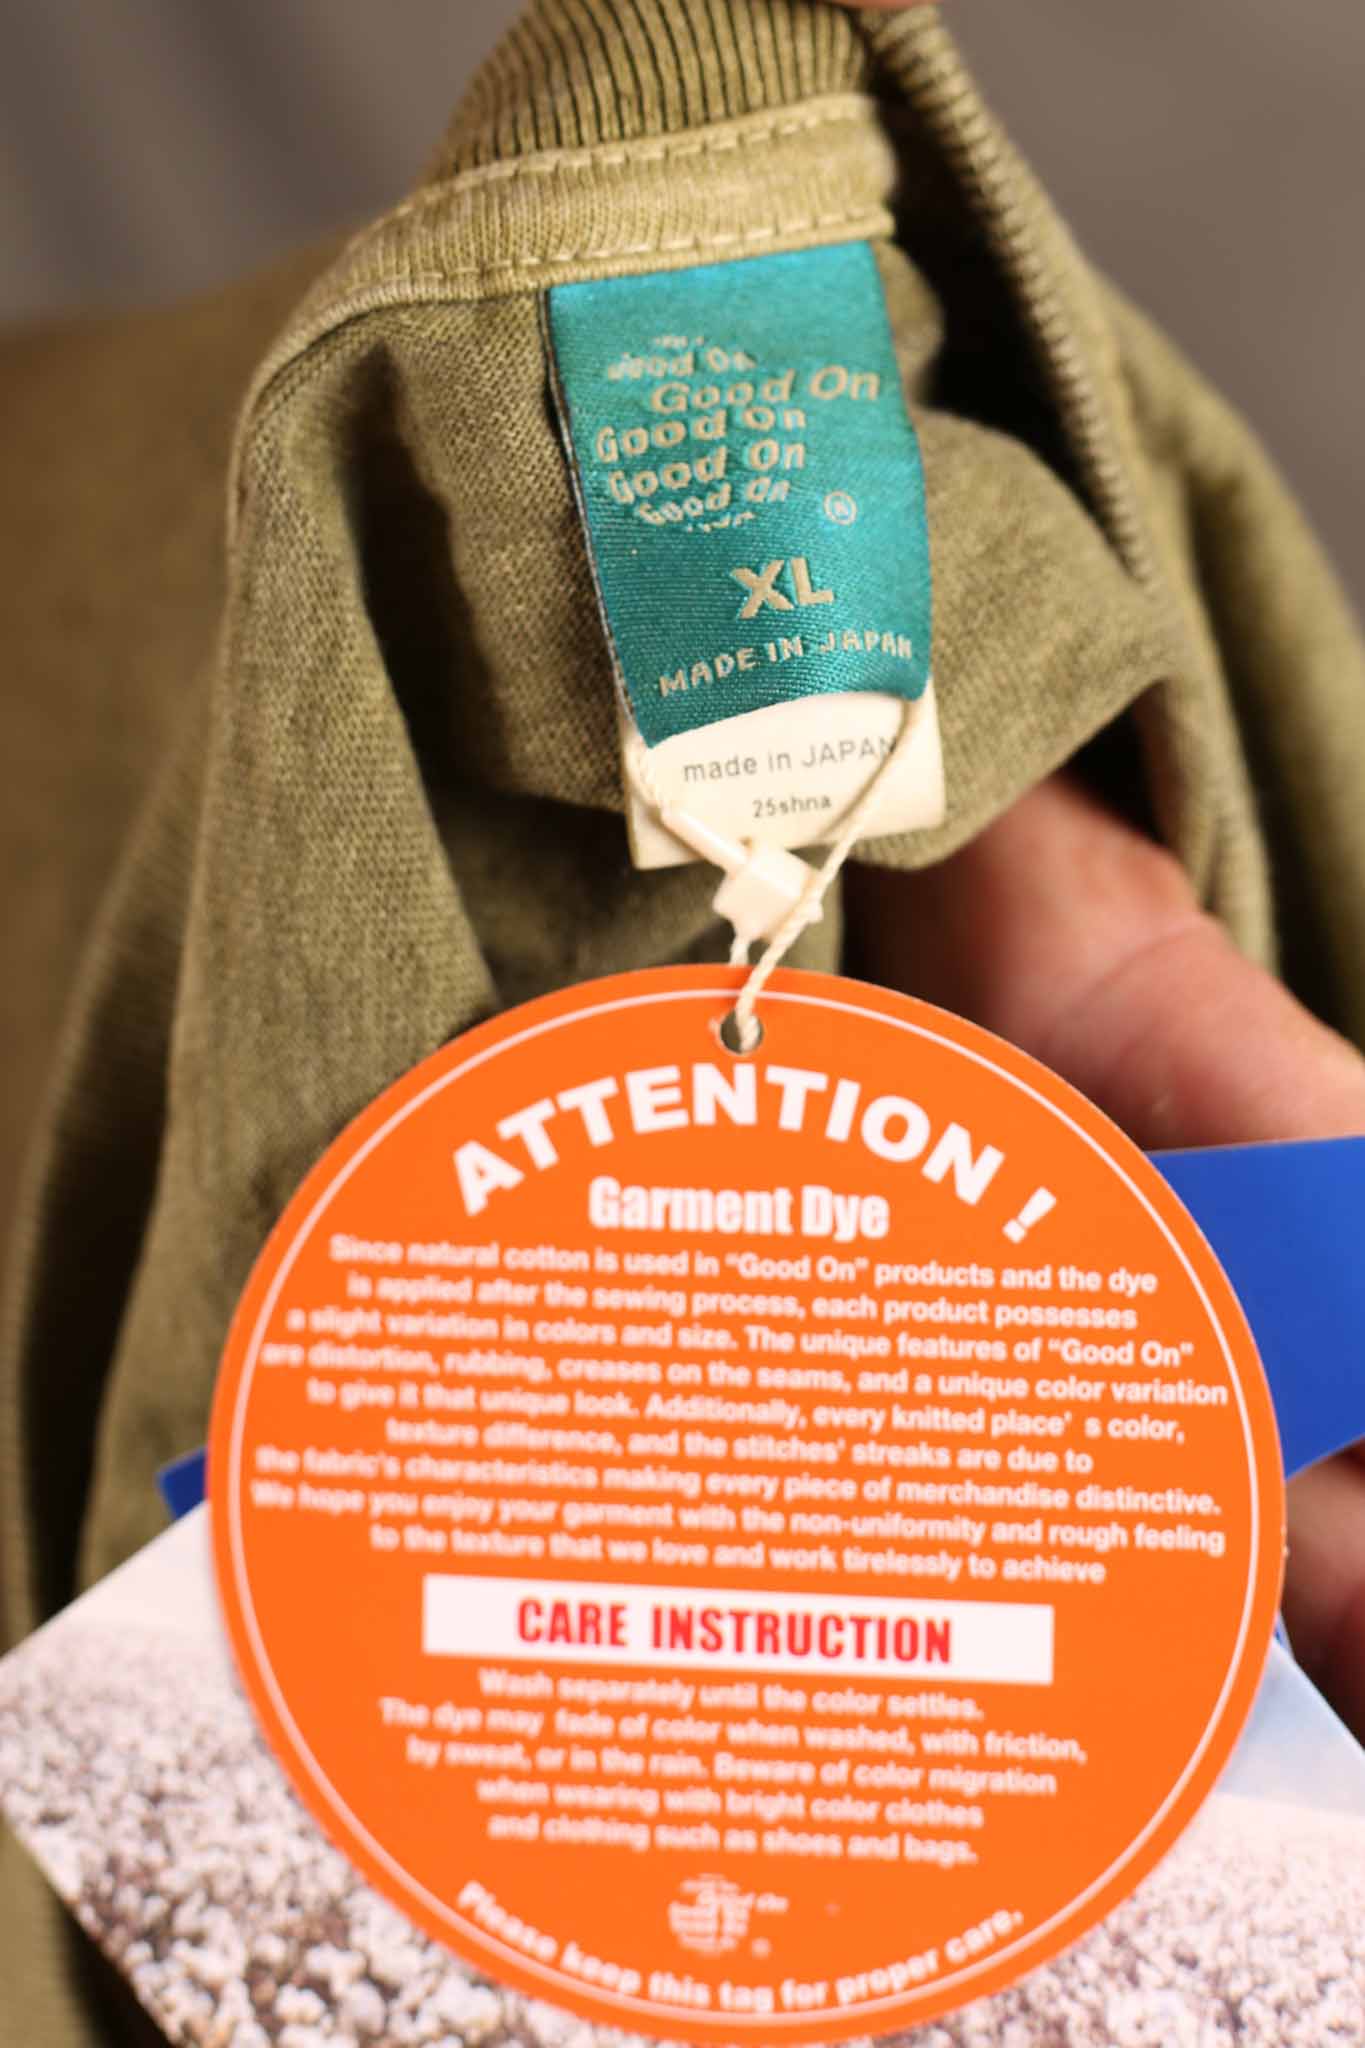 Good On
Good On
Good On
Good On
Good On
®
XL
MADE IN JAPAN
made in JAPAN
25shna
ATTENTION!
Garment Dye
Since natural cotton is used in “Good On” products and the dye
is applied after the sewing process, each product possesses
a slight variation in colors and size. The unique features of “Good On”
are distortion, rubbing, creases on the seams, and a unique color variation
to give it that unique look. Additionally, every knitted place' s color,
texture difference, and the stitches' streaks are due to
the fabric's characteristics making every piece of merchandise distinctive.
We hope you enjoy your garment with the non-uniformity and rough feeling
to the texture that we love and work tirelessly to achieve
CARE INSTRUCTION
Wash separately until the color settles.
The dye may fade of color when washed, with friction,
by sweat, or in the rain. Beware of color migration
when wearing with bright color clothes
and clothing such as shoes and bags.
Please keep this tag for proper care.